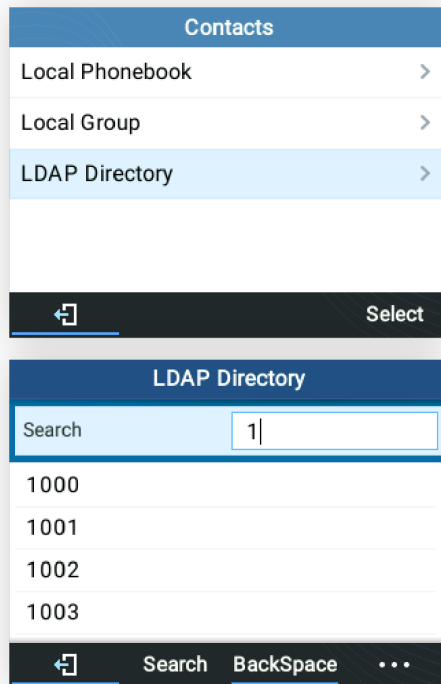 Contacts
Local Phonebook
Local Group
LDAP Directory
Select
LDAP Directory
Search 1
1000
1001
1002
1003
Search BackSpace ...